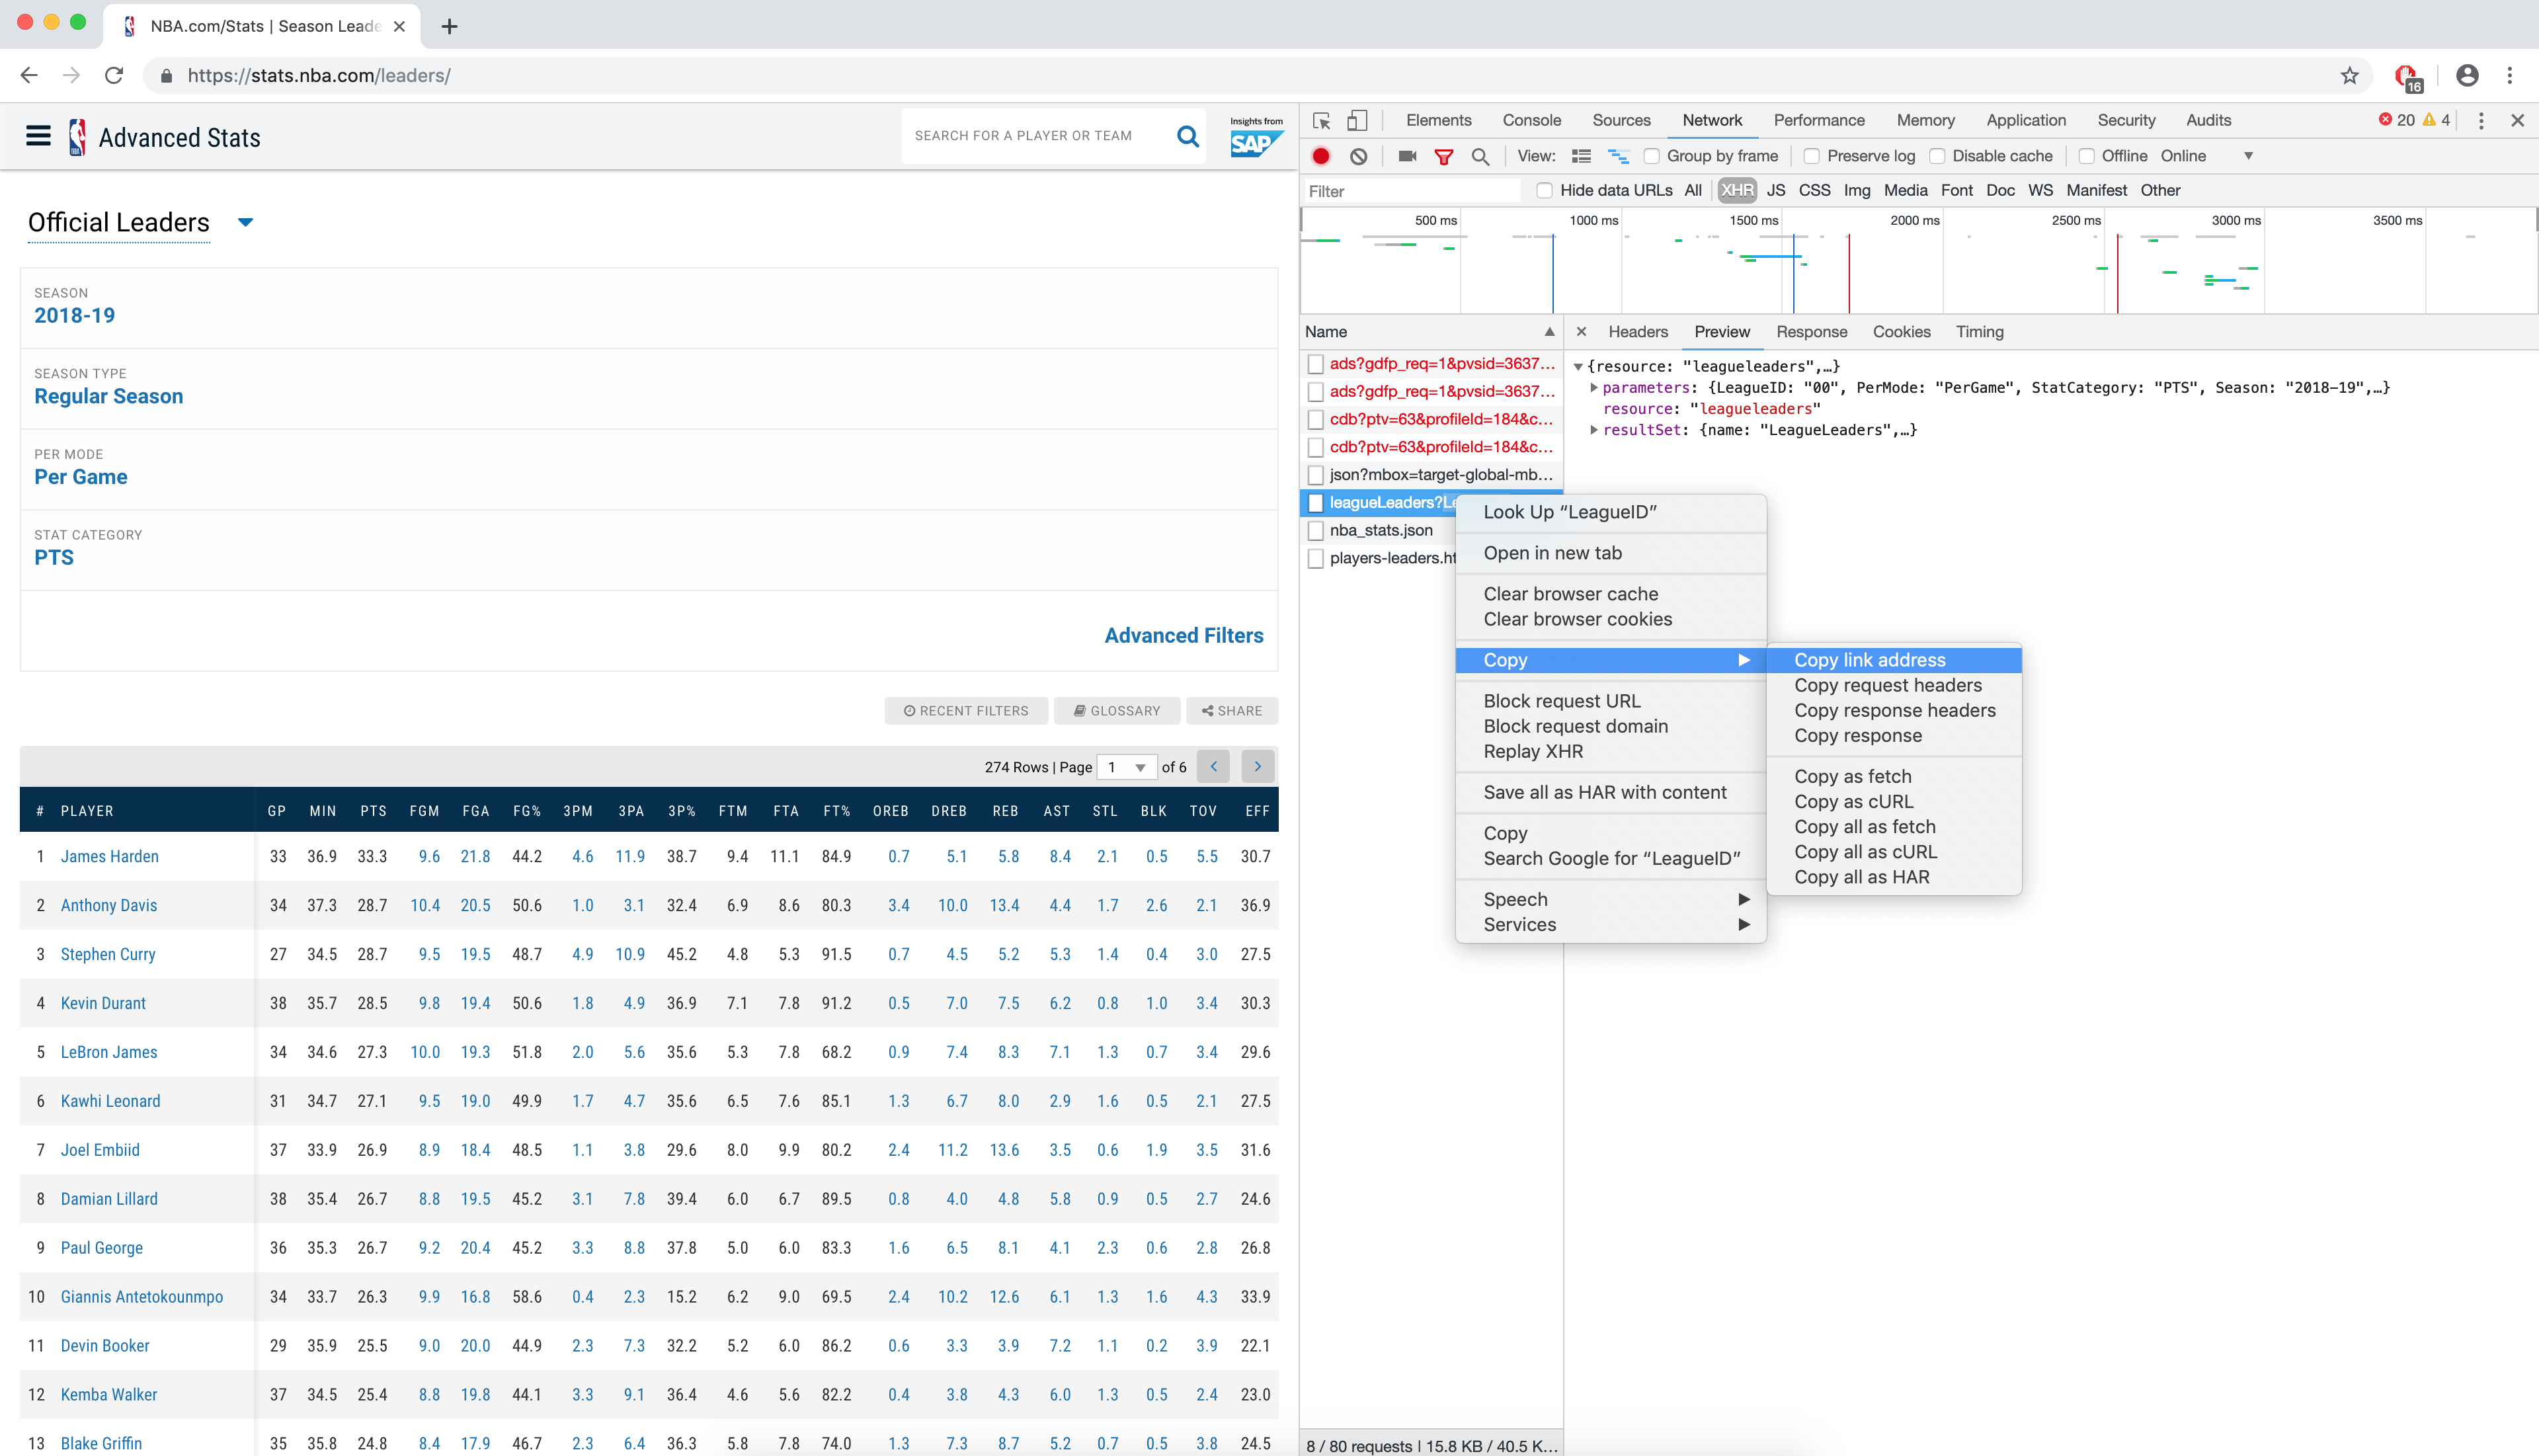 NBA.com/Stats | Season Leade
https://stats.nba.com/leaders/
16
Advanced Stats
SEARCH FOR A PLAYER OR TEAM
Insights from
SAP
Official Leaders
SEASON
2018-19
SEASON TYPE
Regular Season
PER MODE
Per Game
STAT CATEGORY
PTS
Advanced Filters
RECENT FILTERS GLOSSARY SHARE
274 Rows | Page 1 of 6
# PLAYER GP MIN PTS FGM FGA FG% 3PM 3PA 3P% FTM FTA FT% OREB DREB REB AST STL BLK TOV EFF
1 James Harden 33 36.9 33.3 9.6 21.8 44.2 4.6 11.9 38.7 9.4 11.1 84.9 0.7 5.1 5.8 8.4 2.1 0.5 5.5 30.7
2 Anthony Davis 34 37.3 28.7 10.4 20.5 50.6 1.0 3.1 32.4 6.9 8.6 80.3 3.4 10.0 13.4 4.4 1.7 2.6 2.1 36.9
3 Stephen Curry 27 34.5 28.7 9.5 19.5 48.7 4.9 10.9 45.2 4.8 5.3 91.5 0.7 4.5 5.2 5.3 1.4 0.4 3.0 27.5
4 Kevin Durant 38 35.7 28.5 9.8 19.4 50.6 1.8 4.9 36.9 7.1 7.8 91.2 0.5 7.0 7.5 6.2 0.8 1.0 3.4 30.3
5 LeBron James 34 34.6 27.3 10.0 19.3 51.8 2.0 5.6 35.6 5.3 7.8 68.2 0.9 7.4 8.3 7.1 1.3 0.7 3.4 29.6
6 Kawhi Leonard 31 34.7 27.1 9.5 19.0 49.9 1.7 4.7 35.6 6.5 7.6 85.1 1.3 6.7 8.0 2.9 1.6 0.5 2.1 27.5
7 Joel Embiid 37 33.9 26.9 8.9 18.4 48.5 1.1 3.8 29.6 8.0 9.9 80.2 2.4 11.2 13.6 3.5 0.6 1.9 3.5 31.6
8 Damian Lillard 38 35.4 26.7 8.8 19.5 45.2 3.1 7.8 39.4 6.0 6.7 89.5 0.8 4.0 4.8 5.8 0.9 0.5 2.7 24.6
9 Paul George 36 35.3 26.7 9.2 20.4 45.2 3.3 8.8 37.8 5.0 6.0 83.3 1.6 6.5 8.1 4.1 2.3 0.6 2.8 26.8
10 Giannis Antetokounmpo 34 33.7 26.3 9.9 16.8 58.6 0.4 2.3 15.2 6.2 9.0 69.5 2.4 10.2 12.6 6.1 1.3 1.6 4.3 33.9
11 Devin Booker 29 35.9 25.5 9.0 20.0 44.9 2.3 7.3 32.2 5.2 6.0 86.2 0.6 3.3 3.9 7.2 1.1 0.2 3.9 22.1
12 Kemba Walker 37 34.5 25.4 8.8 19.8 44.1 3.3 9.1 36.4 4.6 5.6 82.2 0.4 3.8 4.3 6.0 1.3 0.5 2.4 23.0
13 Blake Griffin 35 35.8 24.8 8.4 17.9 46.7 2.3 6.4 36.3 5.8 7.8 74.0 1.3 7.3 8.7 5.2 0.7 0.5 3.8 24.5
Elements Console Sources Network Performance Memory Application Security Audits 20 4
View: Group by frame Preserve log Disable cache Offline Online
Filter Hide data URLs All XHR JS CSS Img Media Font Doc WS Manifest Other
500 ms 1000 ms 1500 ms 2000 ms 2500 ms 3000 ms 3500 ms
Name
ads?gdfp_req=1&pvsid=3637...
ads?gdfp_req=1&pvsid=3637...
cdb?ptv=63&profileId=184&c...
cdb?ptv=63&profileId=184&c...
json?mbox=target-global-mb...
leagueLeaders?Le
nba_stats.json
players-leaders.ht
8 / 80 requests | 15.8 KB / 40.5 K...
Headers Preview Response Cookies Timing
{resource: "leagueleaders",…}
parameters: {LeagueID: "00", PerMode: "PerGame", StatCategory: "PTS", Season: "2018-19",…}
resource: "leagueleaders"
resultSet: {name: "LeagueLeaders",…}
Look Up “LeagueID”
Open in new tab
Clear browser cache
Clear browser cookies
Copy
Block request URL
Block request domain
Replay XHR
Save all as HAR with content
Copy
Search Google for “LeagueID”
Speech
Services
Copy link address
Copy request headers
Copy response headers
Copy response
Copy as fetch
Copy as cURL
Copy all as fetch
Copy all as cURL
Copy all as HAR